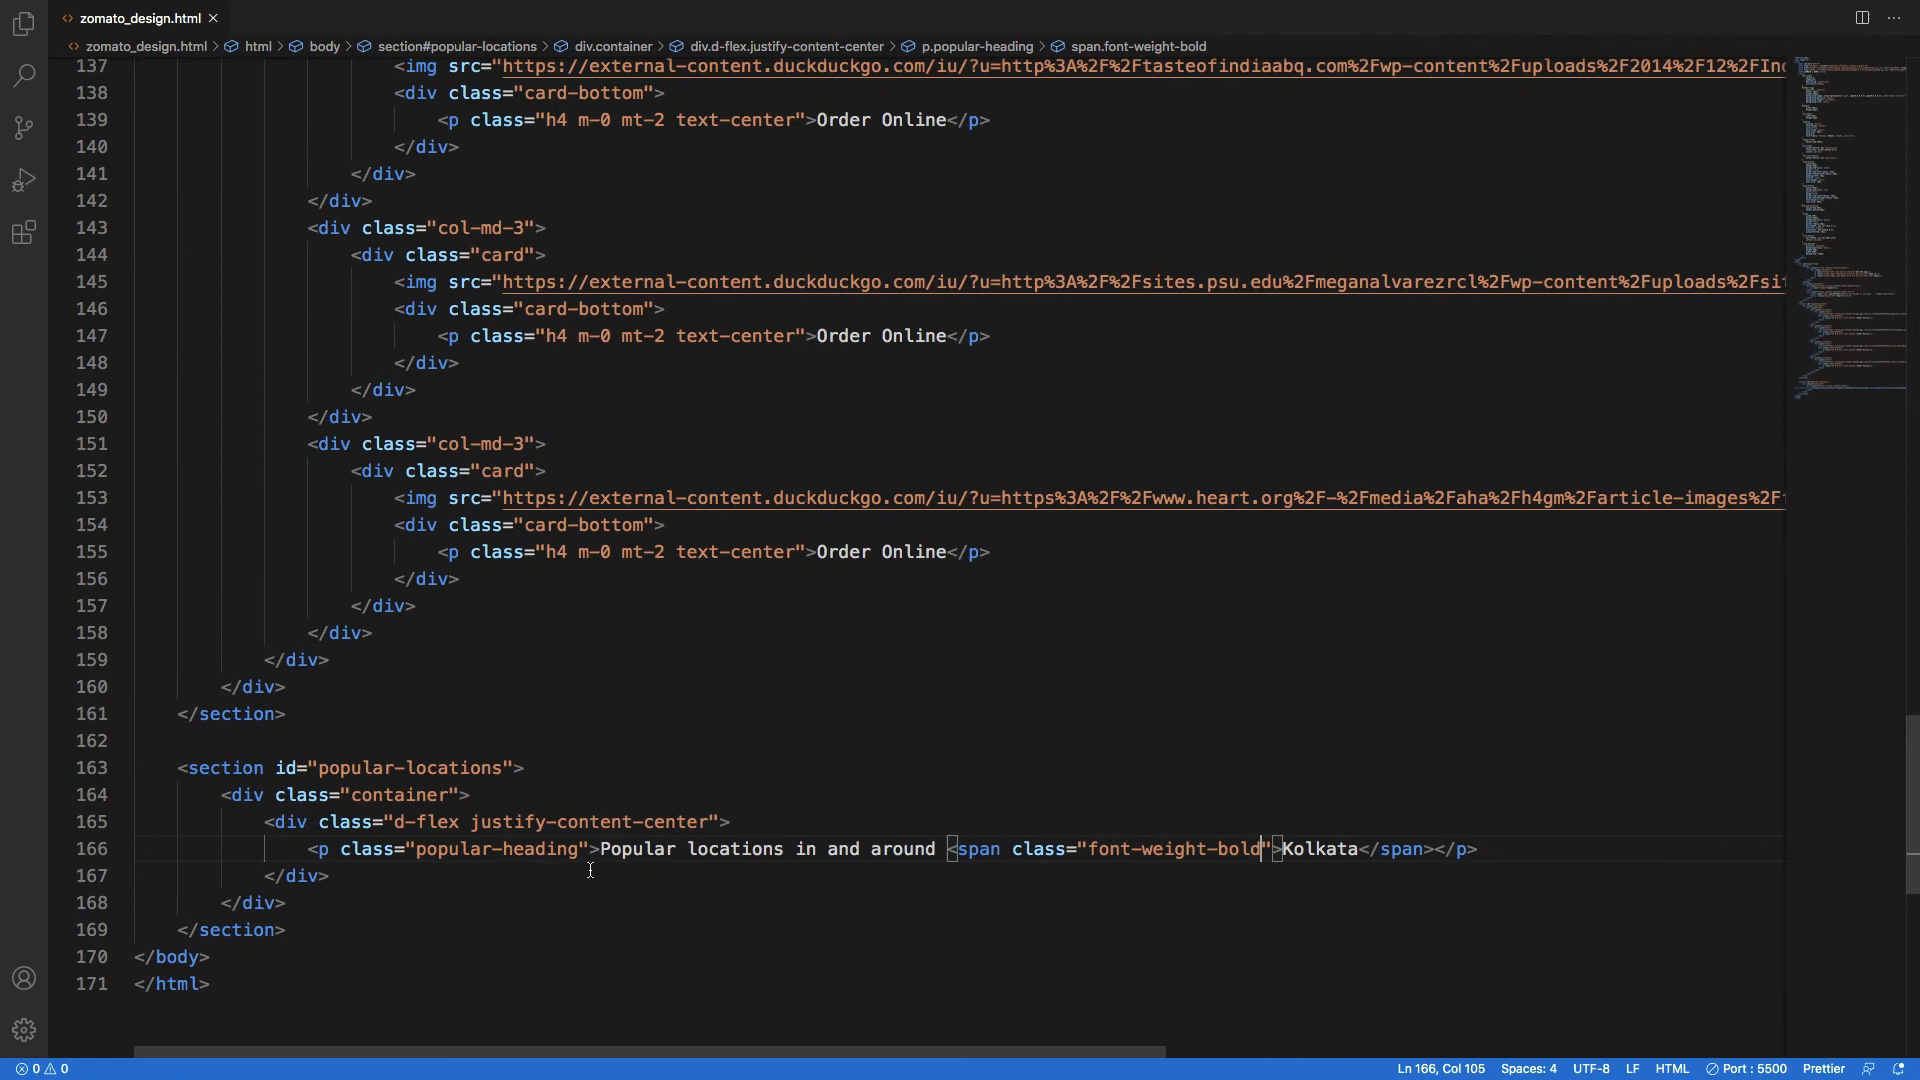 zomato_design.html
zomato_design.html > html > body > section#popular-locations > div.container > div.d-flex.justify-content-center > p.popular-heading > span.font-weight-bold
137 <img src="https://external-content.duckduckgo.com/iu/?u=http%3A%2F%2Ftasteofindiaabq.com%2Fwp-content%2Fuploads%2F2014%2F12%2FInd
138 <div class="card-bottom">
139 <p class="h4 m-0 mt-2 text-center">Order Online</p>
140 </div>
141 </div>
142 </div>
143 <div class="col-md-3">
144 <div class="card">
145 <img src="https://external-content.duckduckgo.com/iu/?u=http%3A%2F%2Fsites.psu.edu%2Fmeganalvarezrcl%2Fwp-content%2Fuploads%2Fsit
146 <div class="card-bottom">
147 <p class="h4 m-0 mt-2 text-center">Order Online</p>
148 </div>
149 </div>
150 </div>
151 <div class="col-md-3">
152 <div class="card">
153 <img src="https://external-content.duckduckgo.com/iu/?u=https%3A%2F%2Fwww.heart.org%2F-%2Fmedia%2Faha%2Fh4gm%2Farticle-images%2F
154 <div class="card-bottom">
155 <p class="h4 m-0 mt-2 text-center">Order Online</p>
156 </div>
157 </div>
158 </div>
159 </div>
160 </div>
161 </section>
162
163 <section id="popular-locations">
164 <div class="container">
165 <div class="d-flex justify-content-center">
166 <p class="popular-heading">Popular locations in and around <span class="font-weight-bold">Kolkata</span></p>
167 </div>
168 </div>
169 </section>
170 </body>
171 </html>
0 0 Ln 166, Col 105 Spaces: 4 UTF-8 LF HTML Port : 5500 Prettier